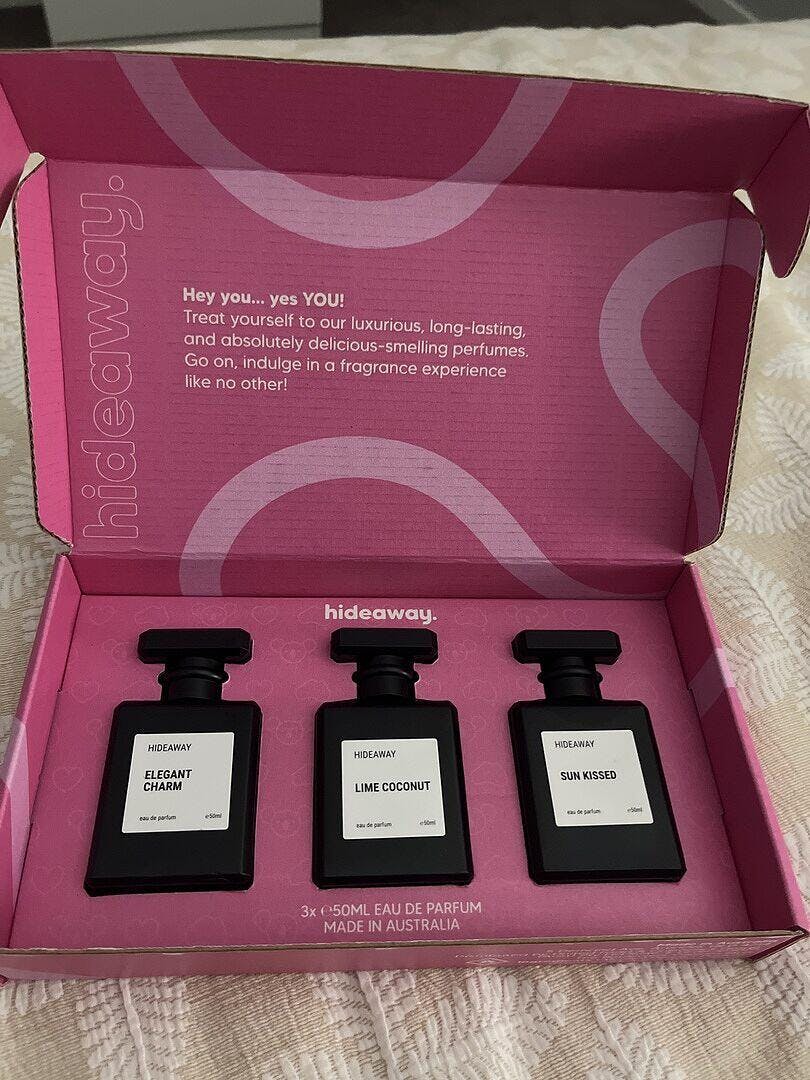 hideaway.
Hey you... yes YOU!
Treat yourself to our luxurious, long-lasting,
and absolutely delicious-smelling perfumes.
Go on, indulge in a fragrance experience
like no other!
hideaway.
HIDEAWAY
ELEGANT
CHARM
eau de parfum ℮50ml
HIDEAWAY
LIME COCONUT
eau de parfum ℮50ml
HIDEAWAY
SUN KISSED
eau de parfum ℮50ml
3x ℮50ML EAU DE PARFUM
MADE IN AUSTRALIA